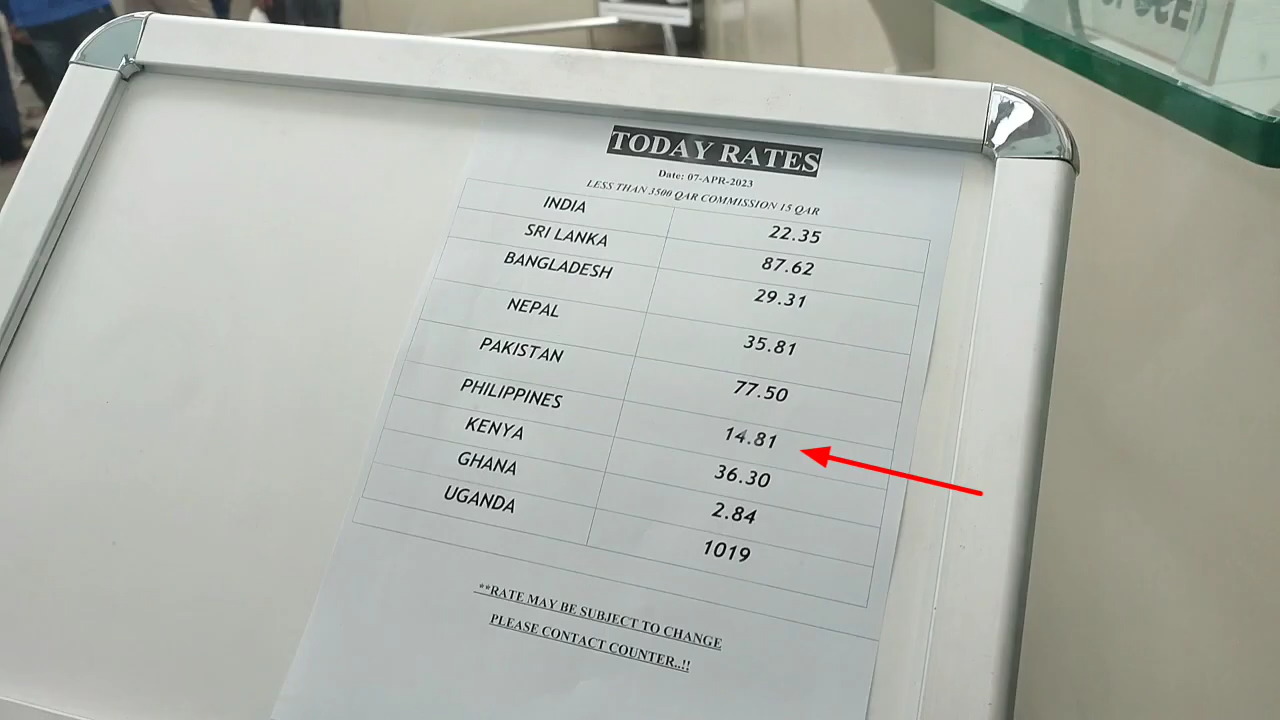 TODAY RATES
Date: 07-APR-2023
LESS THAN 3500 QAR COMMISSION 15 QAR
INDIA 22.35
SRI LANKA 87.62
BANGLADESH 29.31
NEPAL 35.81
PAKISTAN 77.50
PHILIPPINES 14.81
KENYA 36.30
GHANA 2.84
UGANDA 1019
**RATE MAY BE SUBJECT TO CHANGE
PLEASE CONTACT COUNTER..!!